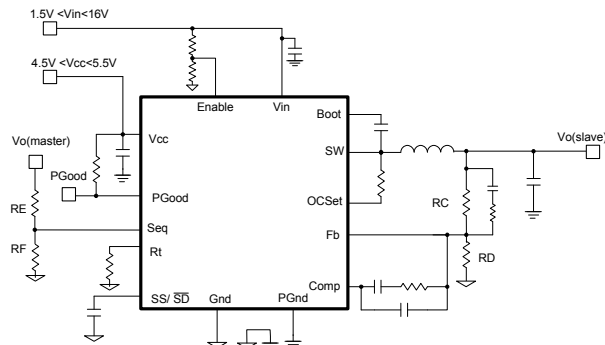 1.5V <Vin<16V
4.5V <Vcc<5.5V
Enable
Vin
Boot
Vcc
Vo(master)
SW
Vo(slave)
PGood
PGood
RE
OCSet
RC
Seq
Fb
RF
Rt
RD
Comp
SS/ SD
Gnd
PGnd